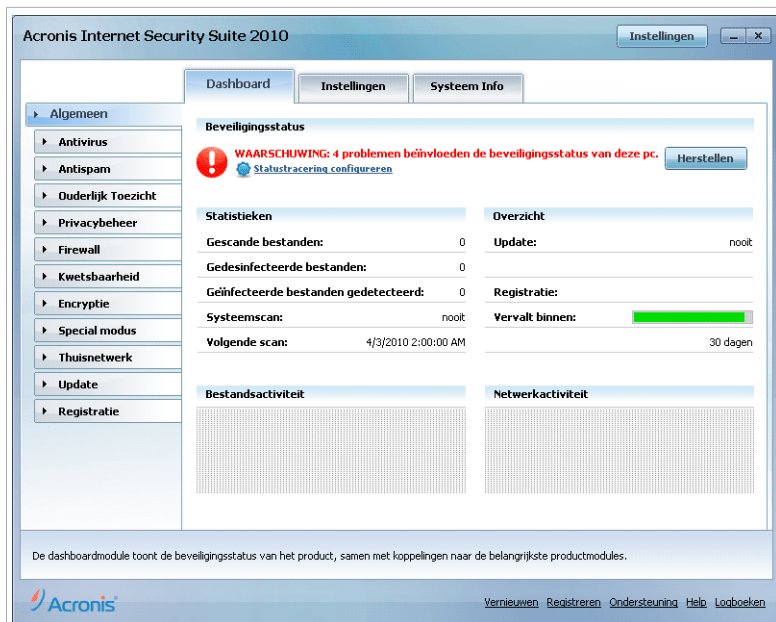 Acronis Internet Security Suite 2010
Instellingen
Dashboard
Instellingen
Systeem Info
Algemeen
Antivirus
Antispam
Ouderlijk Toezicht
Privacybeheer
Firewall
Kwetsbaarheid
Encryptie
Special modus
Thuisnetwerk
Update
Registratie
Beveiligingsstatus
WAARSCHUWING: 4 problemen beïnvloeden de beveiligingsstatus van deze pc.
Herstellen
Statustracering configureren
Statistieken
Gescande bestanden: 0
Gedesinfecteerde bestanden: 0
Geïnfecteerde bestanden gedetecteerd: 0
Systeemscan: nooit
Volgende scan: 4/3/2010 2:00:00 AM
Overzicht
Update: nooit
Registratie:
Vervalt binnen:
30 dagen
Bestandsactiviteit
Netwerkactiviteit
De dashboardmodule toont de beveiligingsstatus van het product, samen met koppelingen naar de belangrijkste productmodules.
Acronis
Vernieuwen Registreren Ondersteuning Help Logboeken